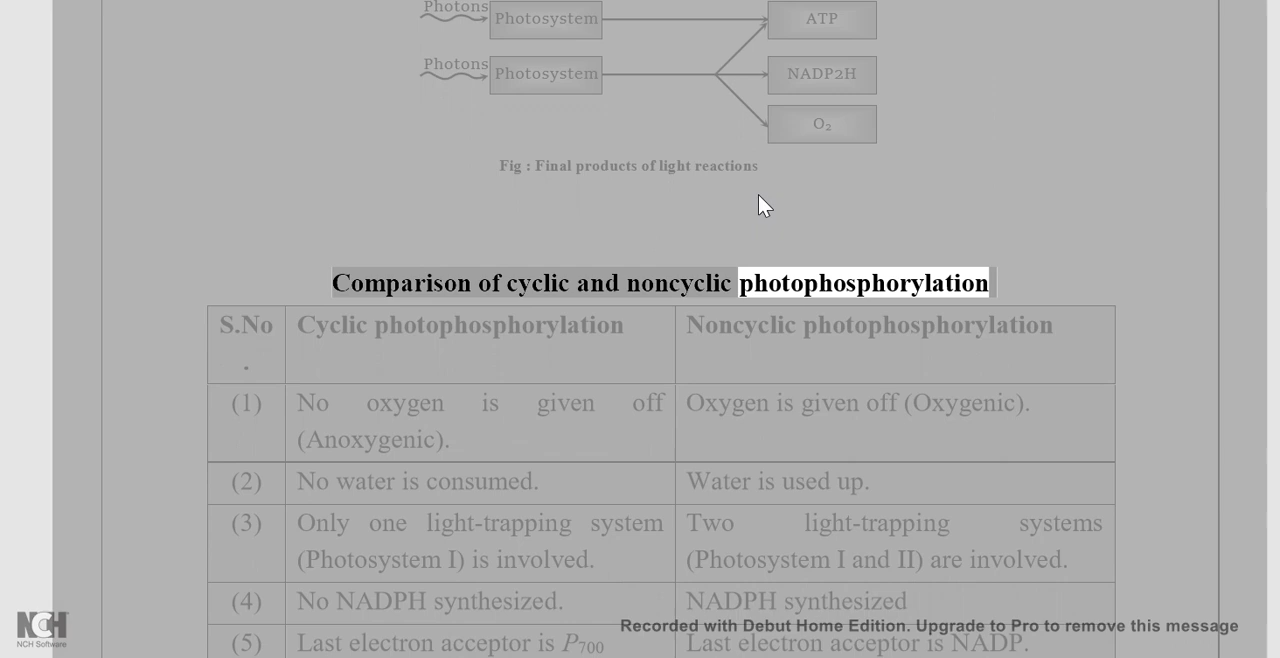 Photons
Photosystem
ATP
Photons
Photosystem
NADP2H
O₂
Fig : Final products of light reactions
Comparison of cyclic and noncyclic photophosphorylation
S.No
.
Cyclic photophosphorylation
Noncyclic photophosphorylation
(1)
No oxygen is given off
(Anoxygenic).
Oxygen is given off (Oxygenic).
(2)
No water is consumed.
Water is used up.
(3)
Only one light-trapping system
(Photosystem I) is involved.
Two light-trapping systems
(Photosystem I and II) are involved.
(4)
No NADPH synthesized.
NADPH synthesized
(5)
Last electron acceptor is P₇₀₀
Last electron acceptor is NADP.
NCH
NCH Software
Recorded with Debut Home Edition. Upgrade to Pro to remove this message